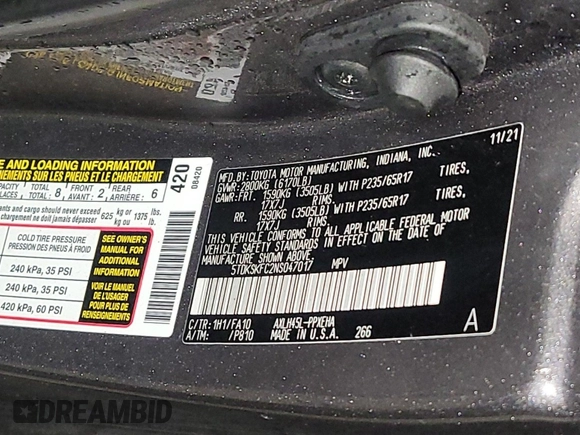 E AND LOADING INFORMATION
NEMENTS SUR LES PNEUS ET LE CHARGEMENT
PACITY TOTAL 8 FRONT 2 REAR 6
PLACES TOTAL AVANT ARRIÈRE
ants and cargo should never exceed 625 kg or 1375 lbs.
chargement ne doit jamais dépasser kg ou lb.
COLD TIRE PRESSURE
PRESSION DES PNEUS À FROID
240 kPa, 35 PSI
240 kPa, 35 PSI
420 kPa, 60 PSI
SEE OWNER'S
MANUAL FOR
ADDITIONAL
INFORMATION
VOIR LE MANUEL
DE L'USAGER
POUR PLUS DE
RENSEIGNEMENTS
420
08420
11/21
MFD. BY: TOYOTA MOTOR MANUFACTURING, INDIANA, INC.
GVWR: 2800KG (6170LB)
GAWR: FRT. 1590KG (3505LB) WITH P235/65R17 TIRES,
17X7J RIMS,
RR. 1590KG (3505LB) WITH P235/65R17 TIRES,
17X7J RIMS.
THIS VEHICLE CONFORMS TO ALL APPLICABLE FEDERAL MOTOR
VEHICLE SAFETY STANDARDS IN EFFECT ON THE DATE OF
MANUFACTURE SHOWN ABOVE.
5TDKSKFC2NS047017 MPV
C/TR: 1H1/FA10 AXLH45L-PPXEHA
A/TM: /P810 MADE IN U.S.A. 266
A
DREAMBID